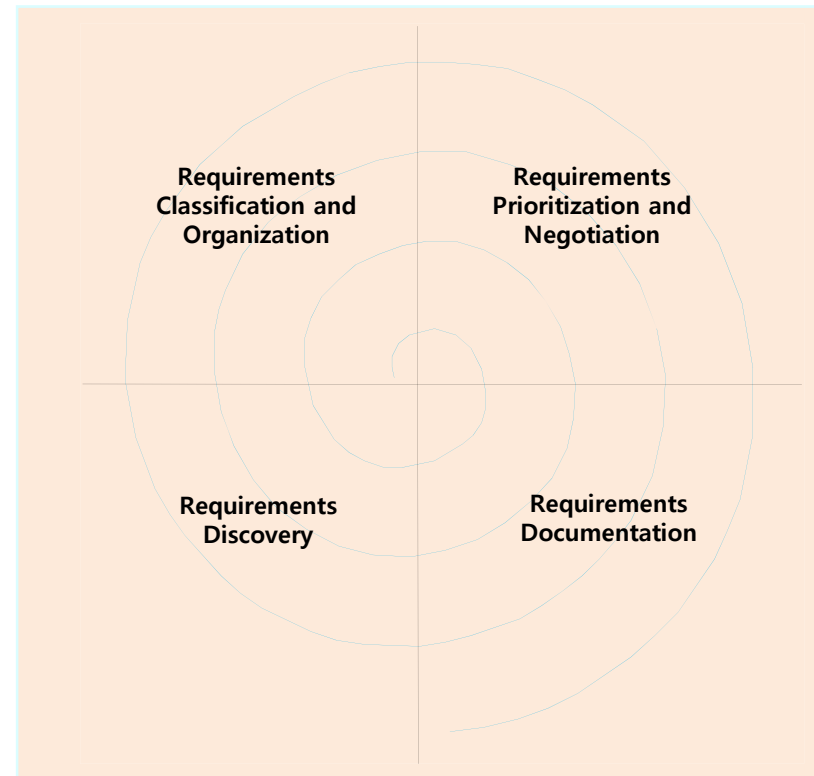 Requirements
Classification and
Organization
Requirements
Prioritization and
Negotiation
Requirements
Discovery
Requirements
Documentation